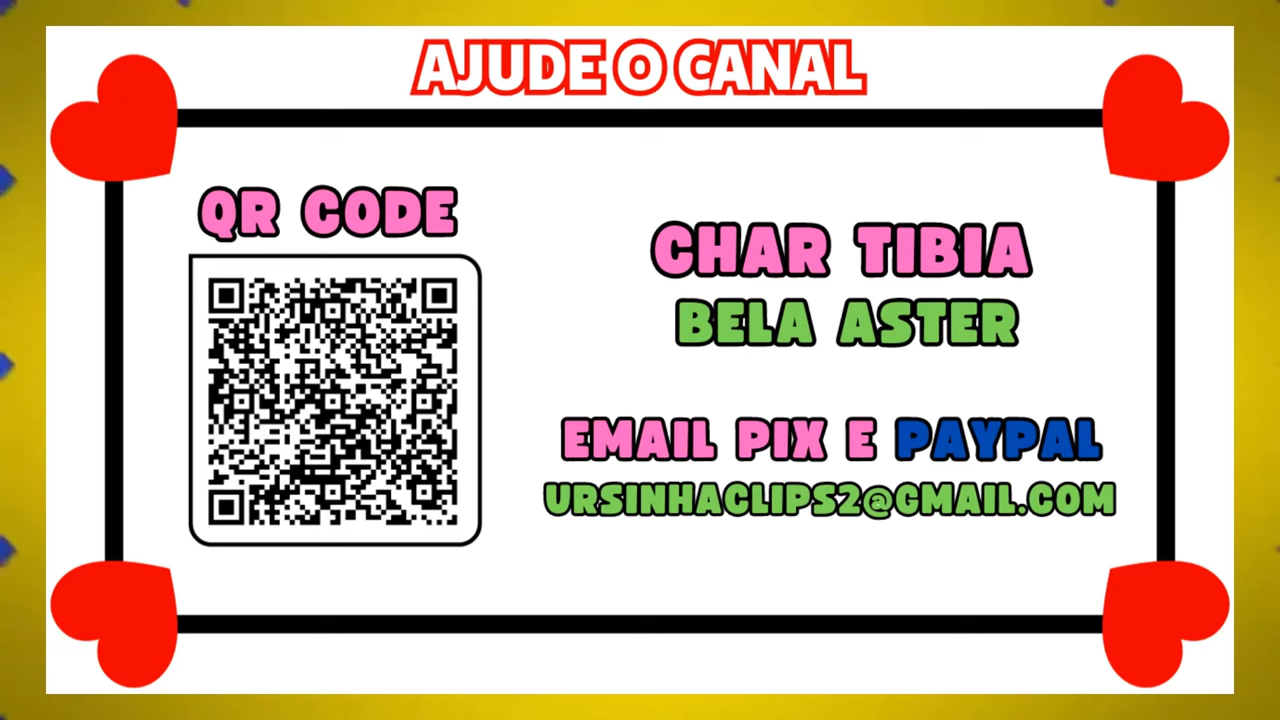 AJUDE O CANAL
QR CODE
CHAR TIBIA
BELA ASTER
EMAIL PIX E PAYPAL
URSINHACLIPS2@GMAIL.COM